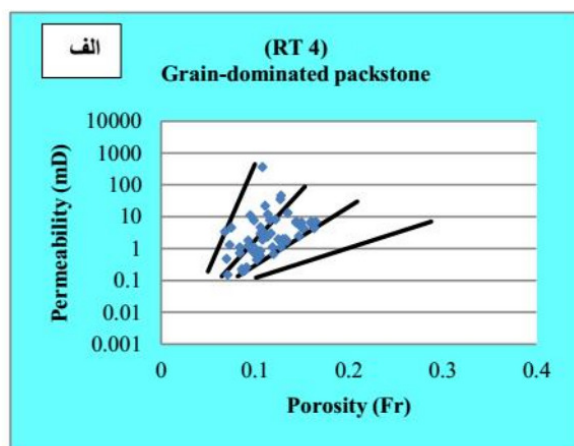 الف
(RT 4)
Grain-dominated packstone
Permeability (mD)
10000
1000
100
10
1
0.1
0.01
0.001
0 0.1 0.2 0.3 0.4
Porosity (Fr)